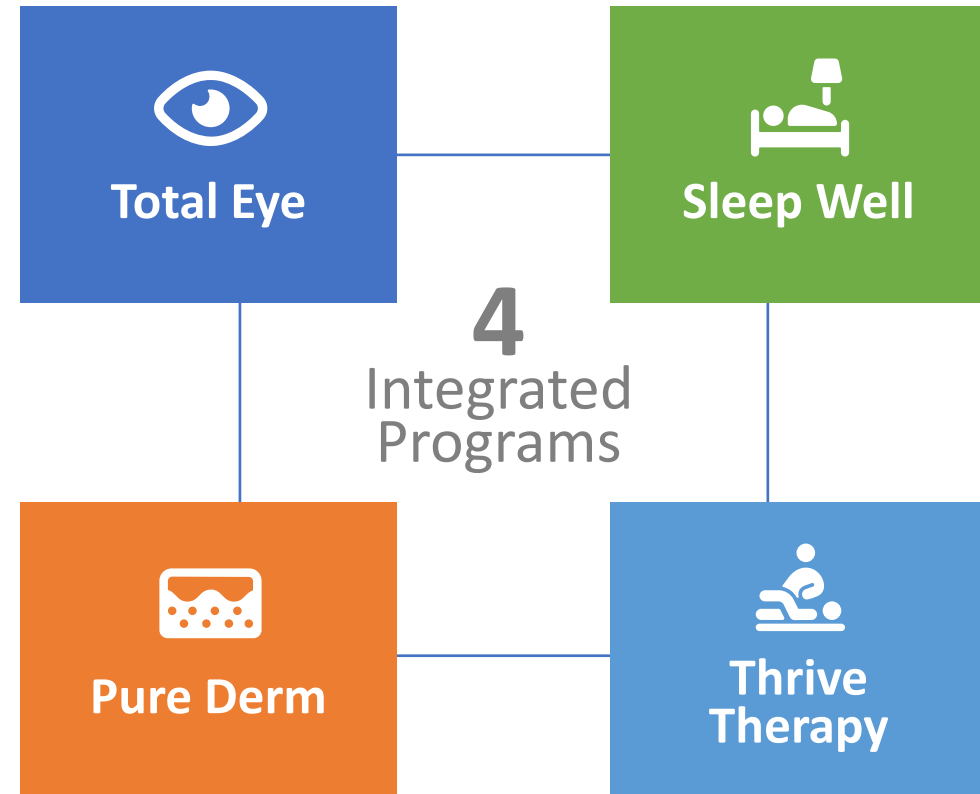 Total Eye
Sleep Well
4
Integrated
Programs
Pure Derm
Thrive
Therapy